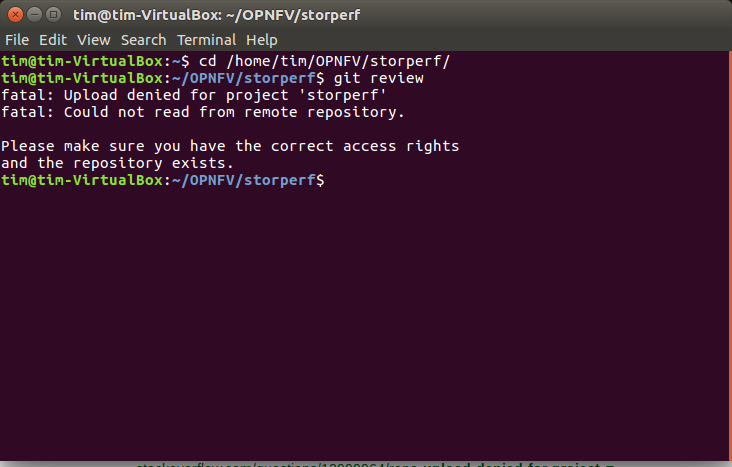 tim@tim-VirtualBox: ~/OPNFV/storperf
File Edit View Search Terminal Help
tim@tim-VirtualBox:~$ cd /home/tim/OPNFV/storperf/
tim@tim-VirtualBox:~/OPNFV/storperf$ git review
fatal: Upload denied for project 'storperf'
fatal: Could not read from remote repository.
Please make sure you have the correct access rights
and the repository exists.
tim@tim-VirtualBox:~/OPNFV/storperf$